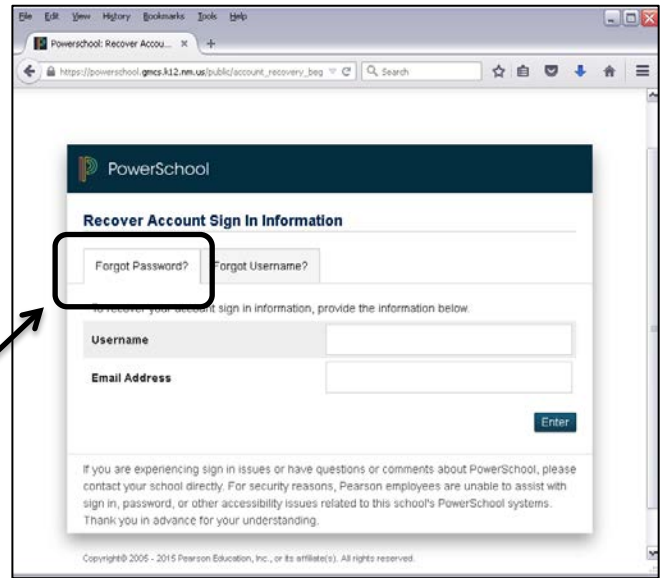 File Edit View History Bookmarks Tools Help
Powerschool: Recover Accou... × +
https://powerschool.gmcs.k12.nm.us/public/account_recovery_beg Search
PowerSchool
Recover Account Sign In Information
Forgot Password? Forgot Username?
To recover your account sign in information, provide the information below.
Username
Email Address
Enter
If you are experiencing sign in issues or have questions or comments about PowerSchool, please
contact your school directly. For security reasons, Pearson employees are unable to assist with
sign in, password, or other accessibility issues related to this school's PowerSchool systems.
Thank you in advance for your understanding.
Copyright© 2005 - 2015 Pearson Education, Inc., or its affiliate(s). All rights reserved.